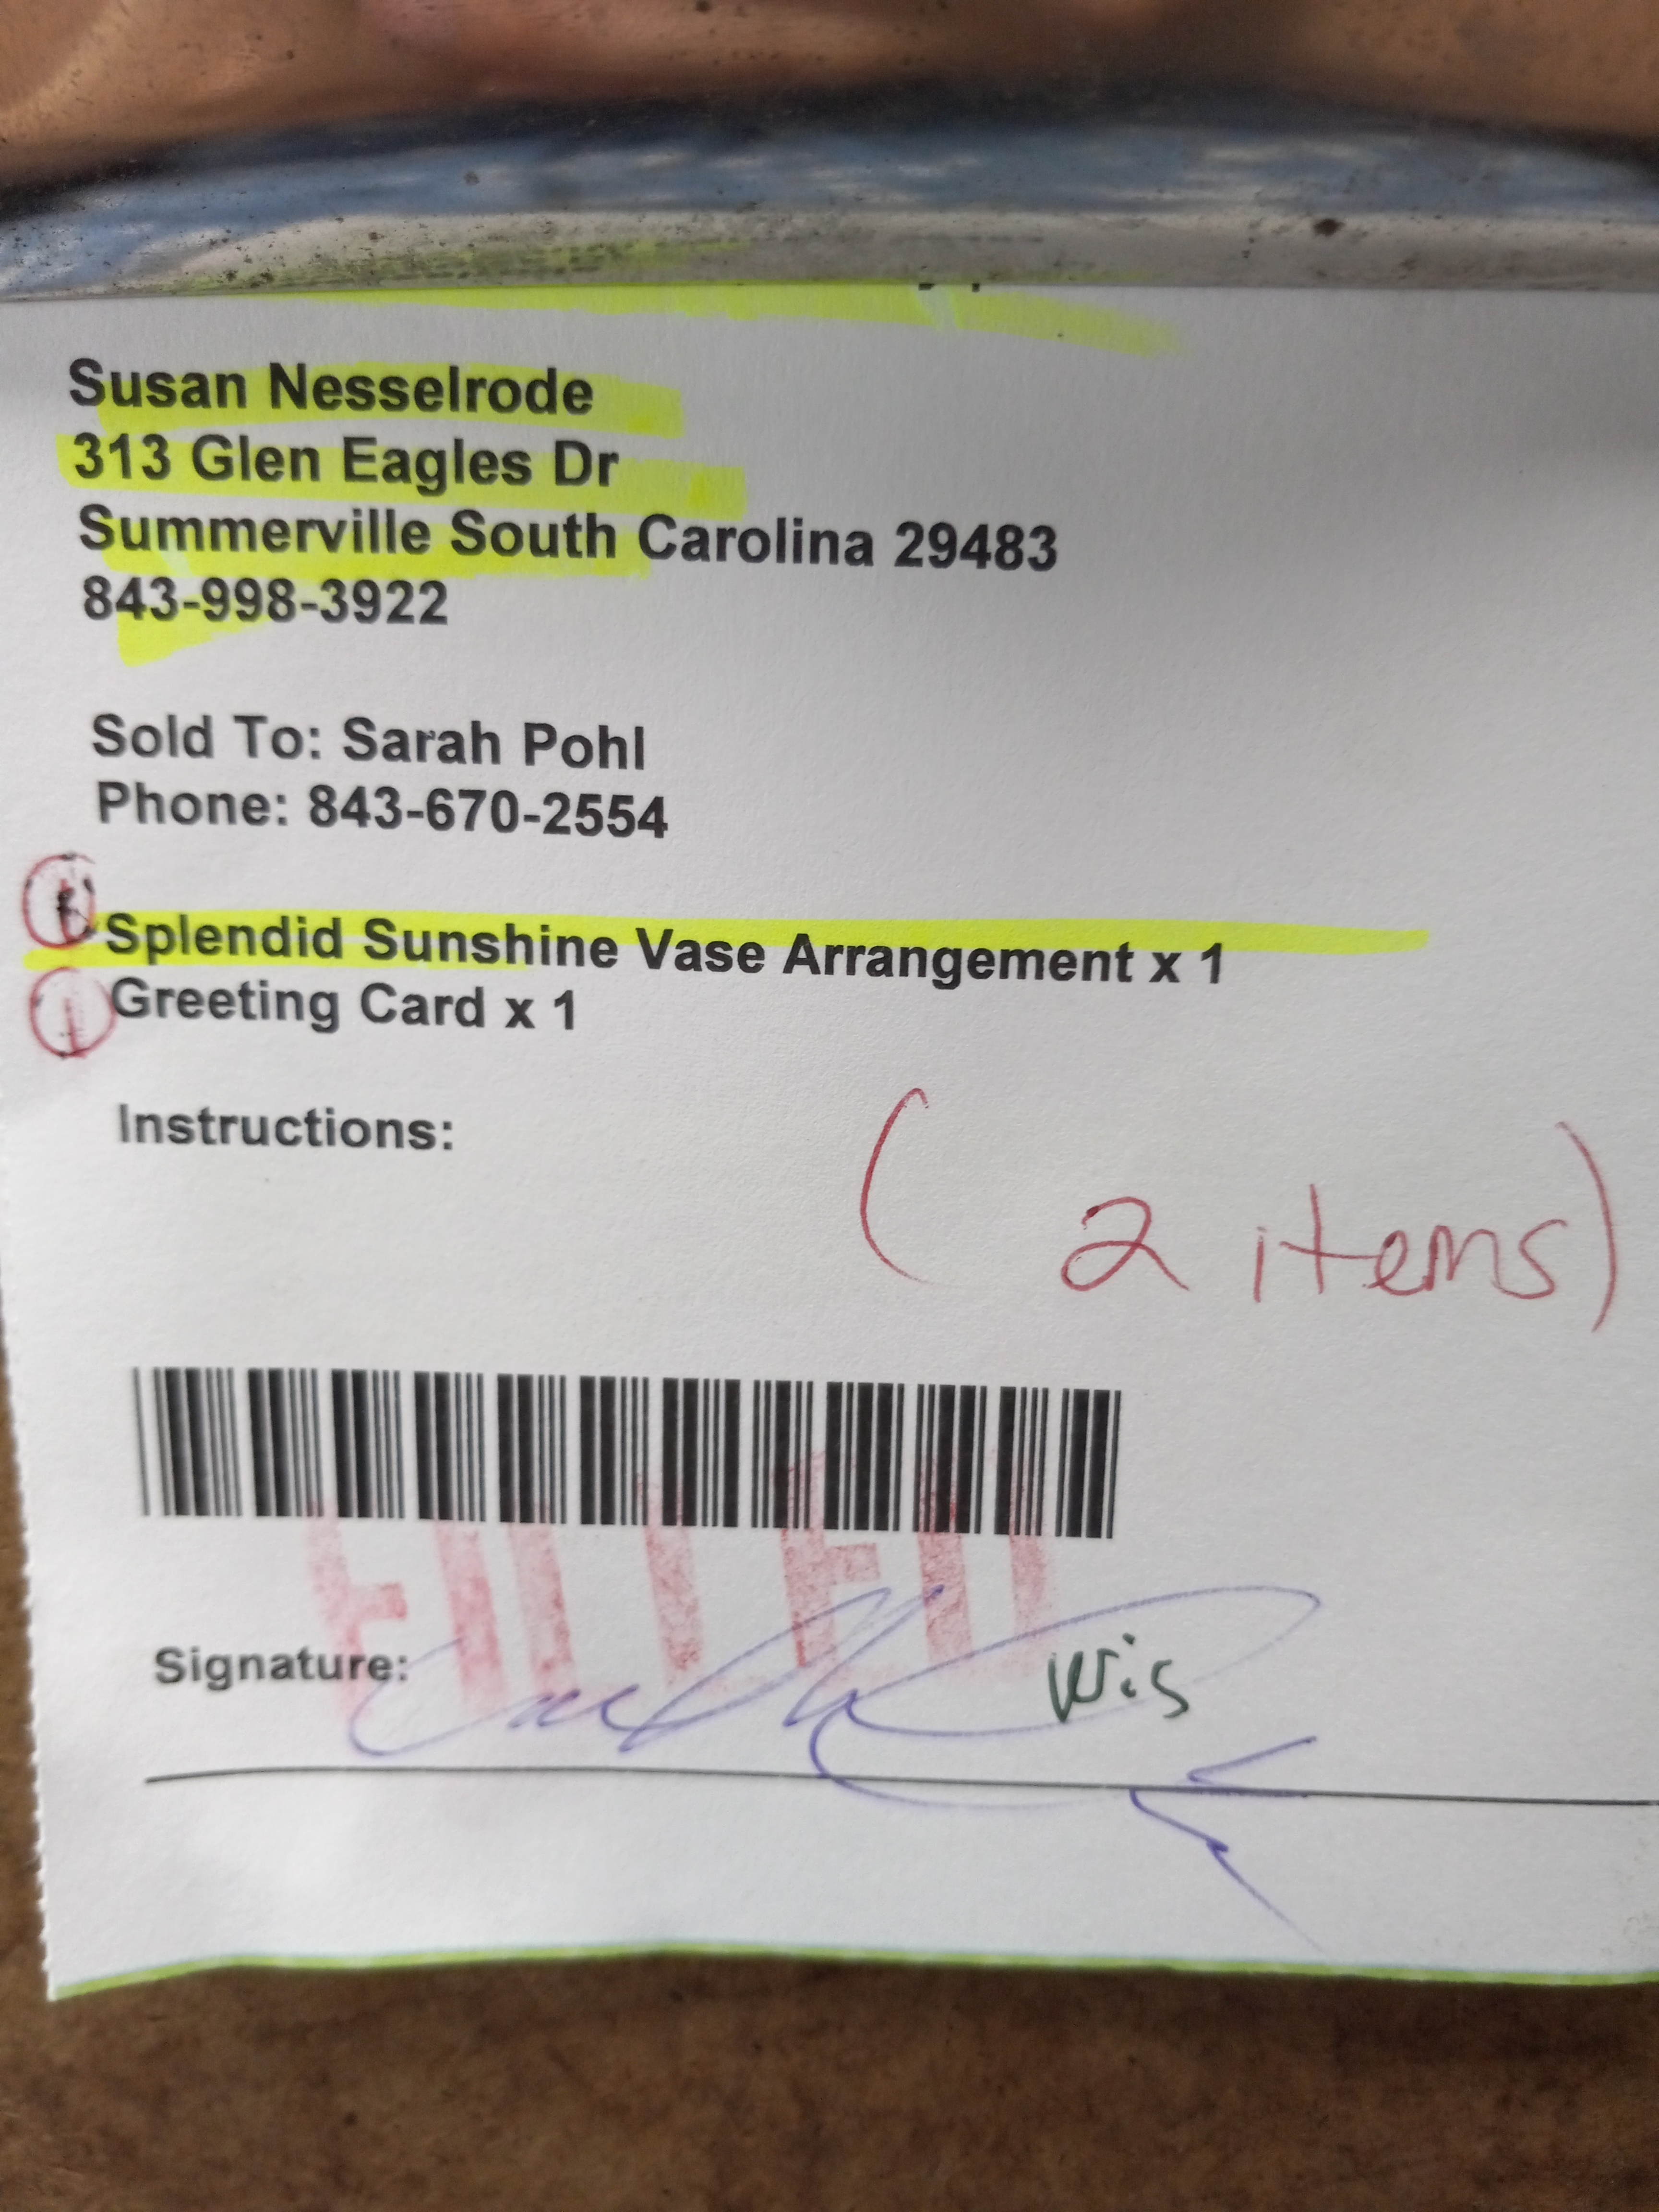 Susan Nesselrode
313 Glen Eagles Dr
Summerville South Carolina 29483
843-998-3922
Sold To: Sarah Pohl
Phone: 843-670-2554
Splendid Sunshine Vase Arrangement x 1
1 Greeting Card x 1
Instructions:
( 2 items )
Signature:
Wis